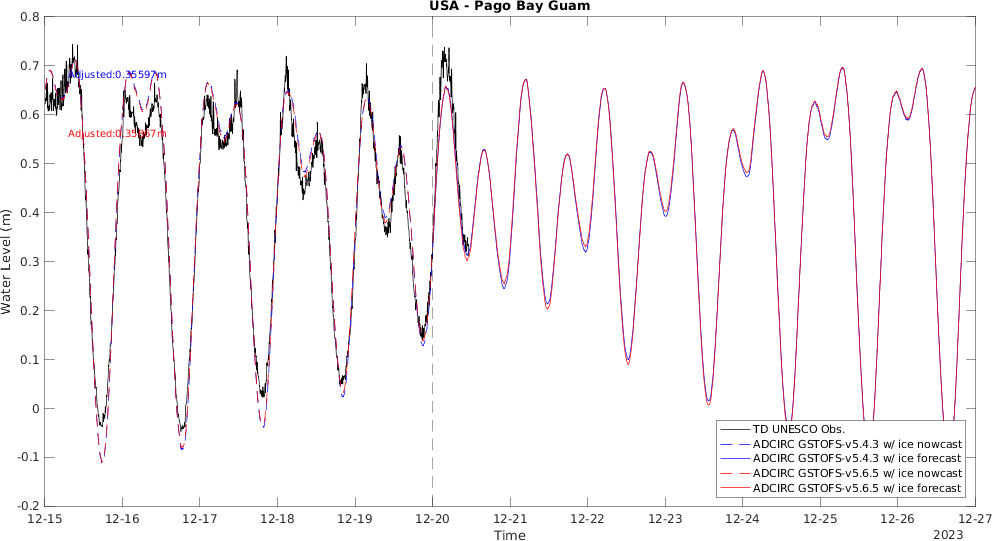 USA - Pago Bay Guam
0.8
0.7
0.6
0.5
0.4
0.3
0.2
0.1
0
-0.1
-0.2
Water Level (m)
Adjusted:0.35597m
TD UNESCO Obs.
ADCIRC GSTOFS-v5.4.3 w/ ice nowcast
ADCIRC GSTOFS-v5.4.3 w/ ice forecast
ADCIRC GSTOFS-v5.6.5 w/ ice nowcast
ADCIRC GSTOFS-v5.6.5 w/ ice forecast
12-15 12-16 12-17 12-18 12-19 12-20 12-21 12-22 12-23 12-24 12-25 12-26 12-27
Time
2023